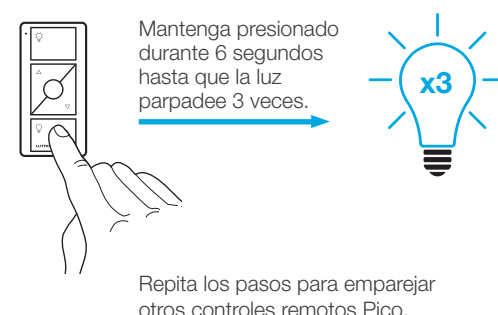 Mantenga presionado
durante 6 segundos
hasta que la luz
parpadee 3 veces.
x3
Repita los pasos para emparejar
otros controles remotos Pico.